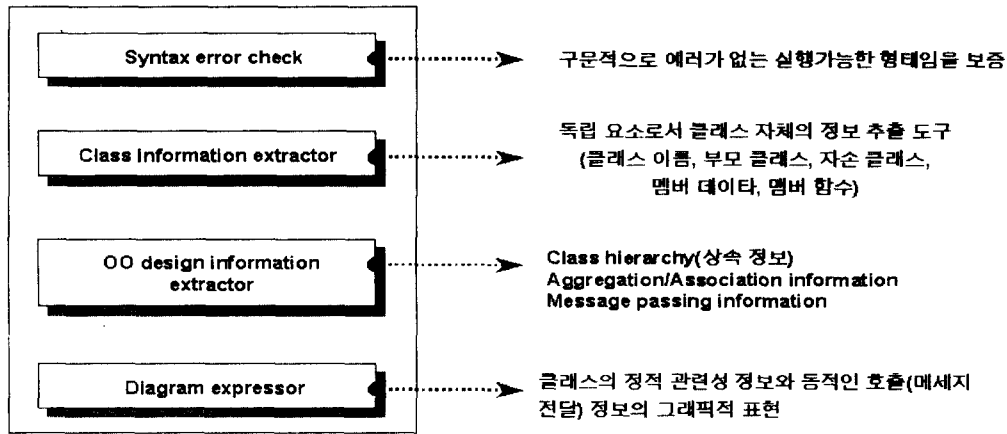 Syntax error check
구문적으로 에러가 없는 실행가능한 형태임을 보증
Class information extractor
독립 요소로서 클래스 자체의 정보 추출 도구
(클래스 이름, 부모 클래스, 자손 클래스,
멤버 데이타, 맴버 함수)
OO design information
extractor
Class hierarchy(상속 정보)
Aggregation/Association information
Message passing information
Diagram expressor
클래스의 정적 관련성 정보와 동적인 호출(메세지
전달) 정보의 그래픽적 표현